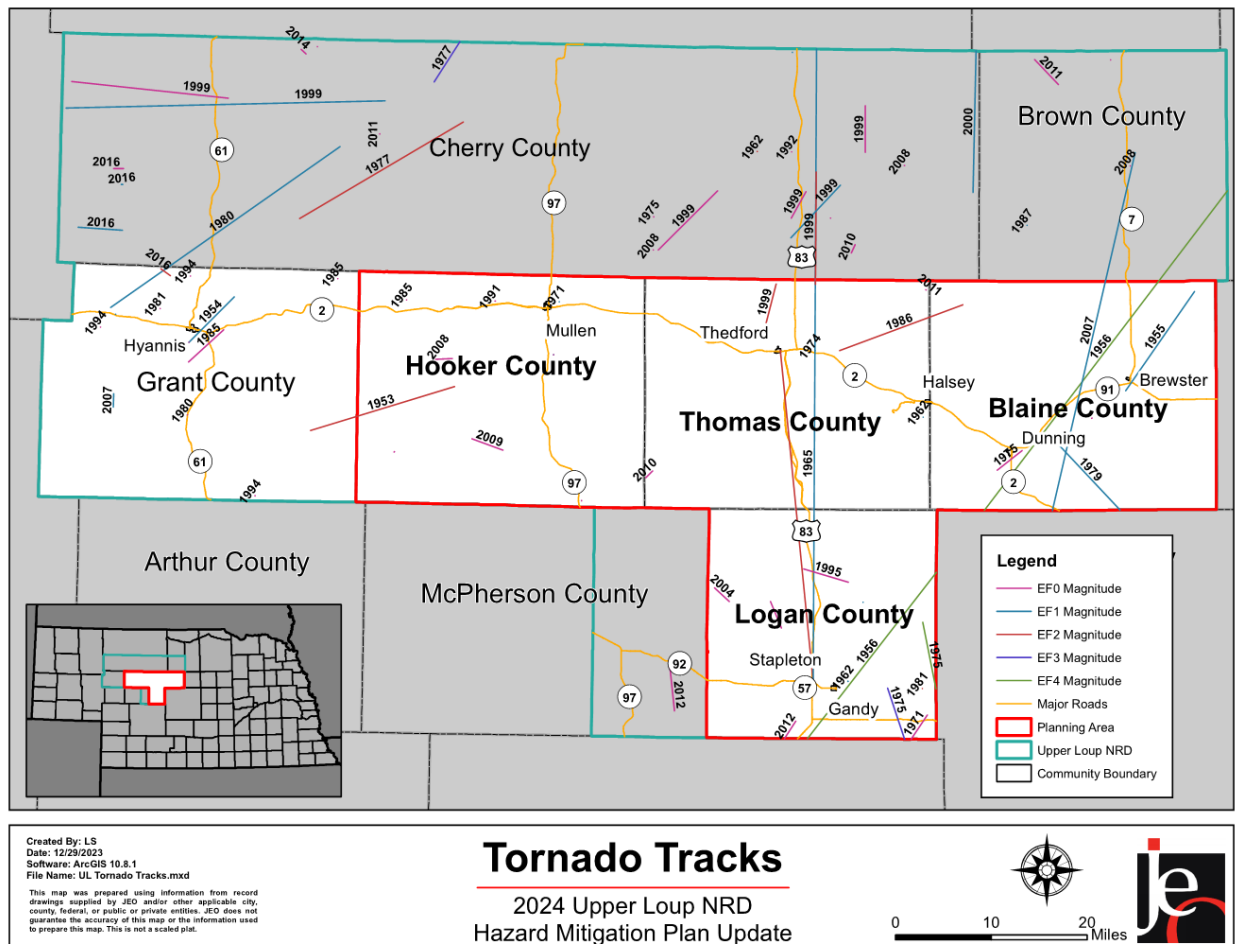 2014
1977
2011
1999
1999
2000
Brown County
1999
61
2011
1962
1992
Cherry County
2016
2016
1977
2008
2008
97
1980
1975
1999
1999
1999
1999
7
1987
2016
2008
2010
83
2016
1994
1985
2011
1994
1981
1954
2
1985
1991
1971
1999
Hyannis
1985
Mullen
Thedford
1974
1986
2007
1956
1955
2008
Hooker County
2
Halsey
Brewster
Grant County
2007
1980
1953
91
1962
Blaine County
Thomas County
Dunning
2009
61
1965
1975
2010
97
1979
2
1994
83
Arthur County
McPherson County
1995
2004
Logan County
1956
1975
Stapleton
92
57
1962
1981
97
2012
1975
Gandy
2012
1971
Legend
EF0 Magnitude
EF1 Magnitude
EF2 Magnitude
EF3 Magnitude
EF4 Magnitude
Major Roads
Planning Area
Upper Loup NRD
Community Boundary
Created By: LS
Date: 12/29/2023
Software: ArcGIS 10.8.1
File Name: UL Tornado Tracks.mxd
This map was prepared using information from record
drawings supplied by JEO and/or other applicable city,
county, federal, or public or private entities. JEO does not
guarantee the accuracy of this map or the information used
to prepare this map. This is not a scaled plat.
Tornado Tracks
2024 Upper Loup NRD
Hazard Mitigation Plan Update
0 10 20
Miles
jeo